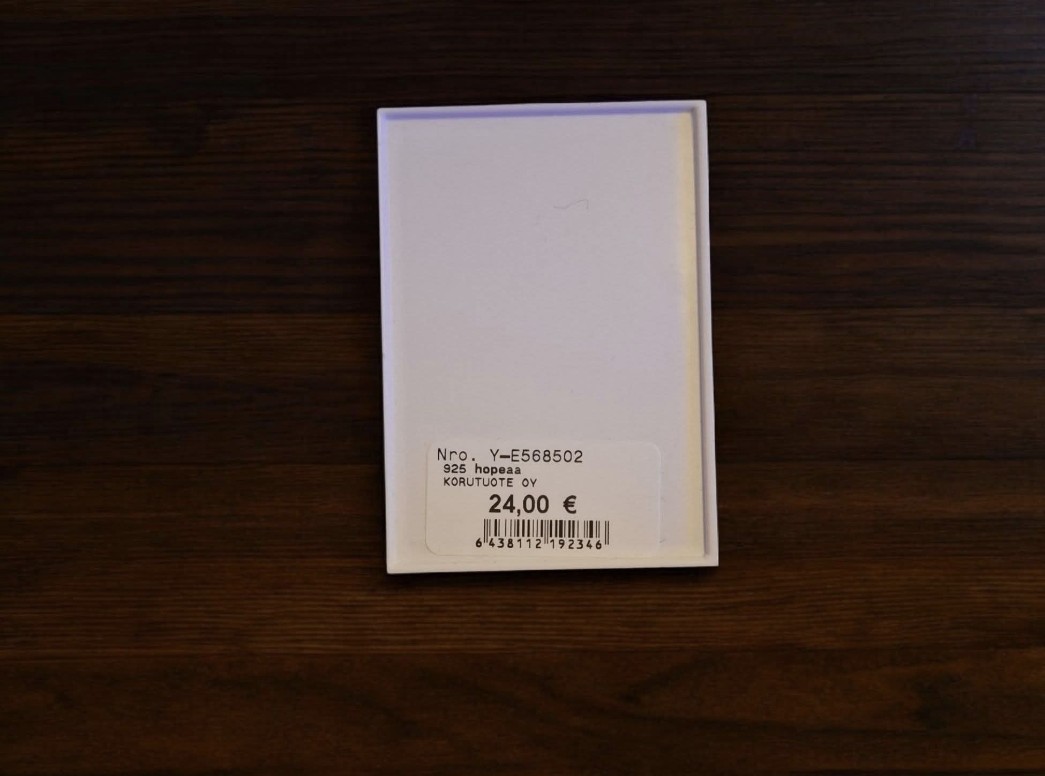 Nro. Y-E568502
925 hopeaa
KORUTUOTE OY
24,00 €
6 438112 192346